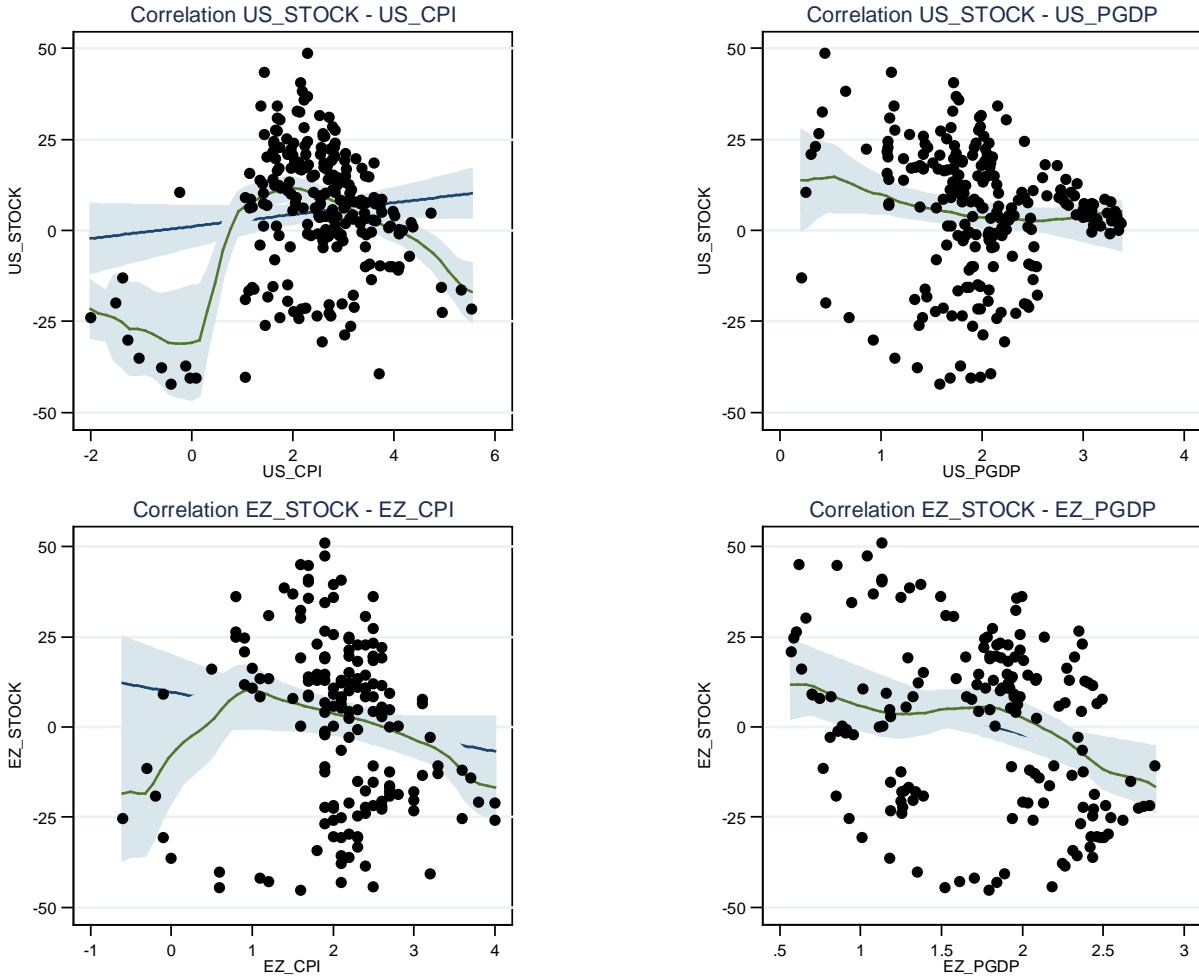 Correlation US_STOCK - US_CPI
US_STOCK
50
25
0
-25
-50
-2 0 2 4 6
US_CPI
Correlation US_STOCK - US_PGDP
US_STOCK
50
25
0
-25
-50
0 1 2 3 4
US_PGDP
Correlation EZ_STOCK - EZ_CPI
EZ_STOCK
50
25
0
-25
-50
-1 0 1 2 3 4
EZ_CPI
Correlation EZ_STOCK - EZ_PGDP
EZ_STOCK
50
25
0
-25
-50
.5 1 1.5 2 2.5 3
EZ_PGDP